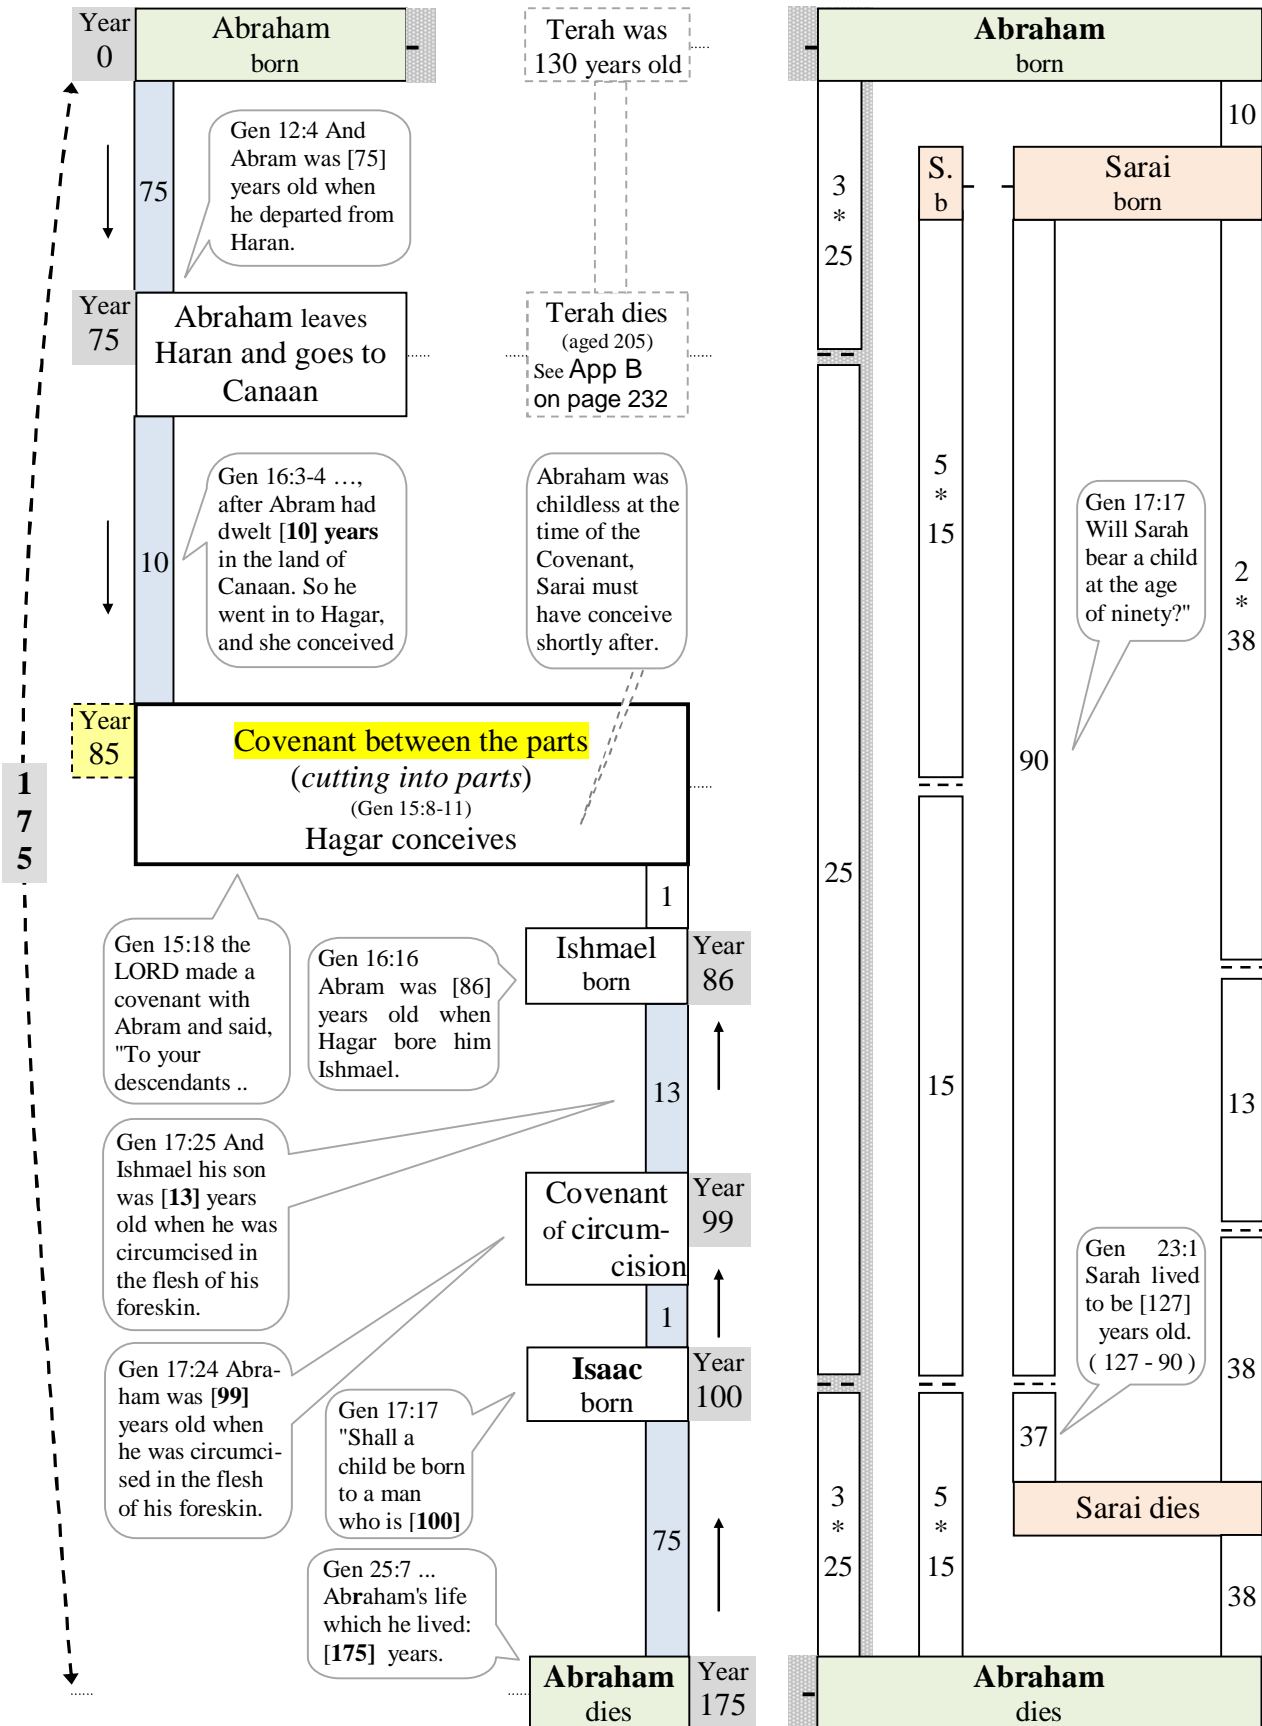 Year
0
Abraham
born
Terah was
130 years old
Abraham
born
10
Gen 12:4 And
Abram was [75]
years old when
he departed from
Haran.
75
3
*
25
S.
b
Sarai
born
Year
75
Abraham leaves
Haran and goes to
Canaan
Terah dies
(aged 205)
See App B
on page 232
10
Gen 16:3-4 …,
after Abram had
dwelt [10] years
in the land of
Canaan. So he
went in to Hagar,
and she conceived
Abraham was
childless at the
time of the
Covenant,
Sarai must
have conceive
shortly after.
5
*
15
Gen 17:17
Will Sarah
bear a child
at the age
of ninety?"
2
*
38
Year
85
Covenant between the parts
(cutting into parts)
(Gen 15:8-11)
Hagar conceives
90
1
7
5
25
1
Gen 15:18 the
LORD made a
covenant with
Abram and said,
"To your
descendants ..
Gen 16:16
Abram was [86]
years old when
Hagar bore him
Ishmael.
Ishmael
born
Year
86
13
15
13
Gen 17:25 And
Ishmael his son
was [13] years
old when he was
circumcised in
the flesh of his
foreskin.
Covenant
of circum-
cision
Year
99
Gen 23:1
Sarah lived
to be [127]
years old.
( 127 - 90 )
1
Gen 17:24 Abra-
ham was [99]
years old when
he was circumci-
sed in the flesh
of his foreskin.
Gen 17:17
"Shall a
child be born
to a man
who is [100]
Isaac
born
Year
100
38
37
75
3
*
25
5
*
15
Sarai dies
38
Gen 25:7 ...
Abraham's life
which he lived:
[175] years.
Abraham
dies
Year
175
Abraham
dies